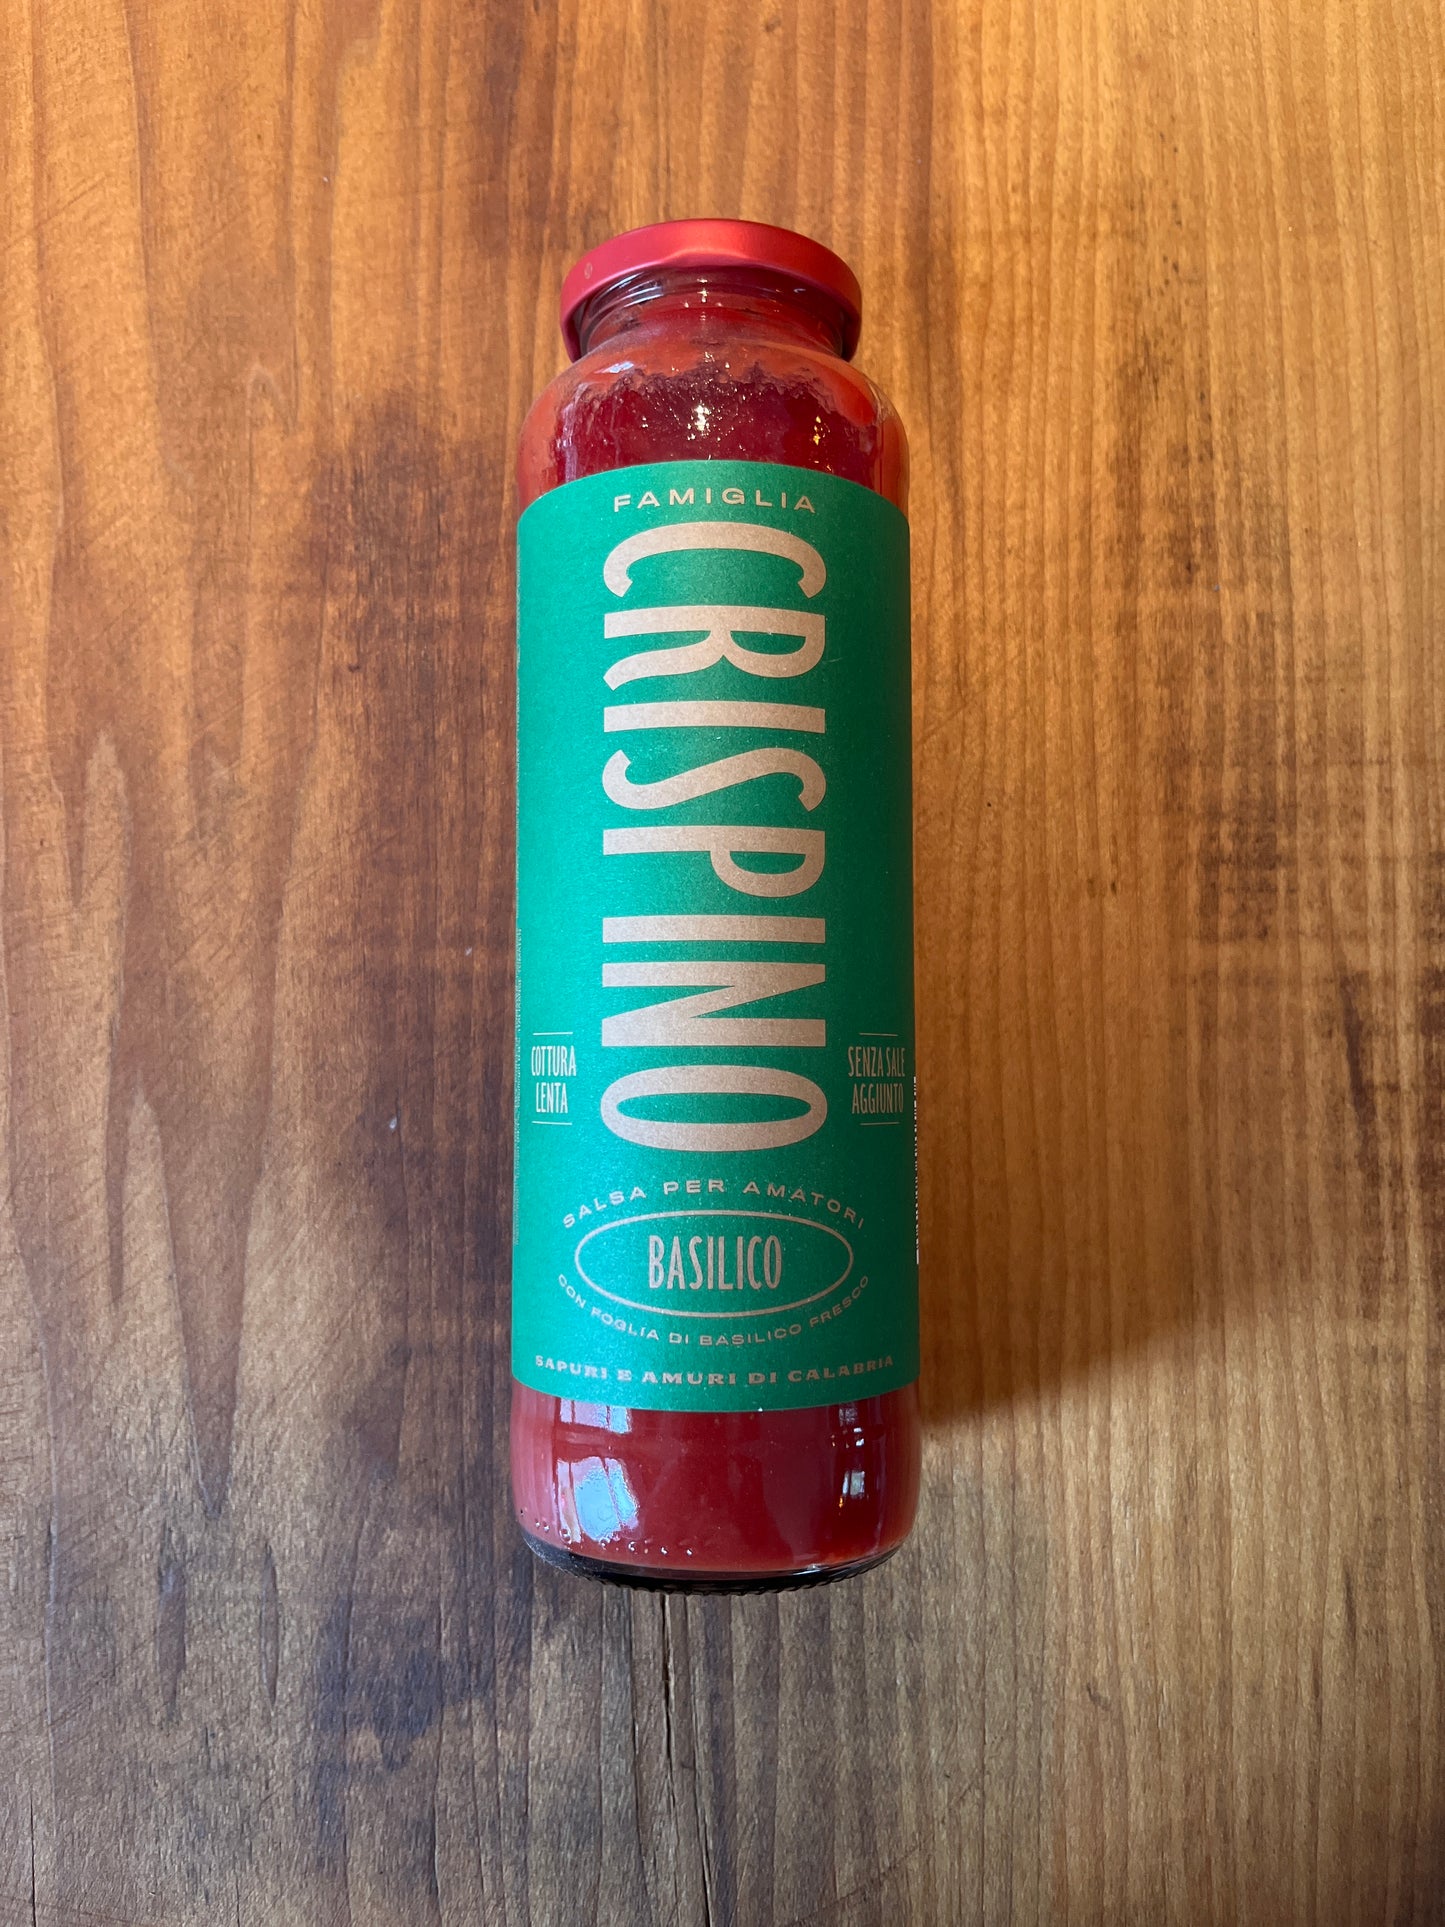 FAMIGLIA
CRISPINO
COTTURA
LENTA
SENZA SALE
AGGIUNTO
SALSA PER AMATORI
BASILICO
CON FOGLIA DI BASILICO FRESCO
SAPURI E AMURI DI CALABRIA